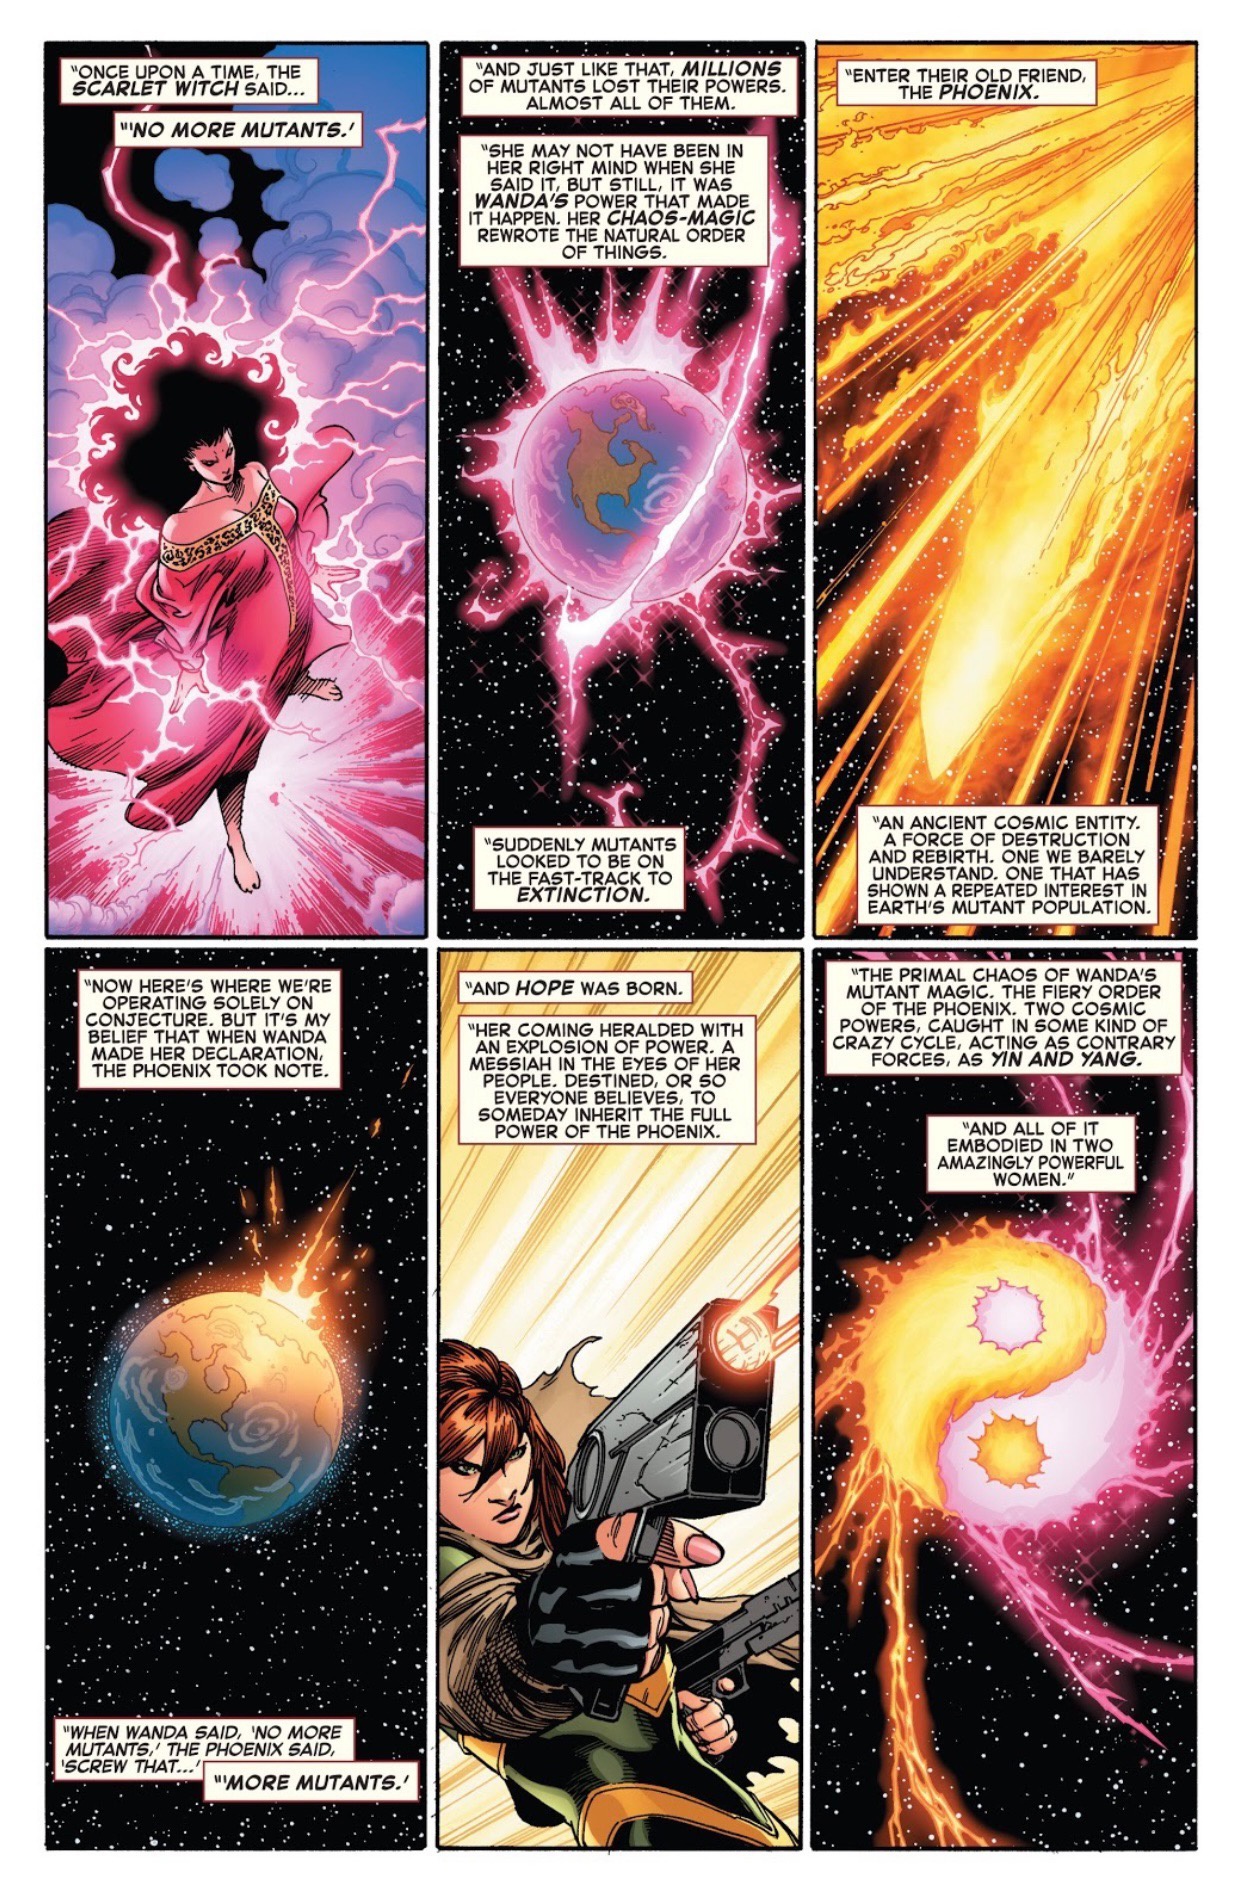 "ONCE UPON A TIME, THE
SCARLET WITCH SAID...
"'NO MORE MUTANTS.'
"AND JUST LIKE THAT, MILLIONS
OF MUTANTS LOST THEIR POWERS.
ALMOST ALL OF THEM.
"SHE MAY NOT HAVE BEEN IN
HER RIGHT MIND WHEN SHE
SAID IT, BUT STILL, IT WAS
WANDA'S POWER THAT MADE
IT HAPPEN. HER CHAOS-MAGIC
REWROTE THE NATURAL ORDER
OF THINGS.
"SUDDENLY MUTANTS
LOOKED TO BE ON
THE FAST-TRACK TO
EXTINCTION.
"ENTER THEIR OLD FRIEND,
THE PHOENIX.
"AN ANCIENT COSMIC ENTITY.
A FORCE OF DESTRUCTION
AND REBIRTH. ONE WE BARELY
UNDERSTAND. ONE THAT HAS
SHOWN A REPEATED INTEREST IN
EARTH'S MUTANT POPULATION.
"NOW HERE'S WHERE WE'RE
OPERATING SOLELY ON
CONJECTURE. BUT IT'S MY
BELIEF THAT WHEN WANDA
MADE HER DECLARATION,
THE PHOENIX TOOK NOTE.
"WHEN WANDA SAID, 'NO MORE
MUTANTS,' THE PHOENIX SAID,
'SCREW THAT...'
"'MORE MUTANTS.'
"AND HOPE WAS BORN.
"HER COMING HERALDED WITH
AN EXPLOSION OF POWER. A
MESSIAH IN THE EYES OF HER
PEOPLE. DESTINED, OR SO
EVERYONE BELIEVES, TO
SOMEDAY INHERIT THE FULL
POWER OF THE PHOENIX.
"THE PRIMAL CHAOS OF WANDA'S
MUTANT MAGIC. THE FIERY ORDER
OF THE PHOENIX. TWO COSMIC
POWERS, CAUGHT IN SOME KIND OF
CRAZY CYCLE, ACTING AS CONTRARY
FORCES, AS YIN AND YANG.
"AND ALL OF IT
EMBODIED IN TWO
AMAZINGLY POWERFUL
WOMEN."